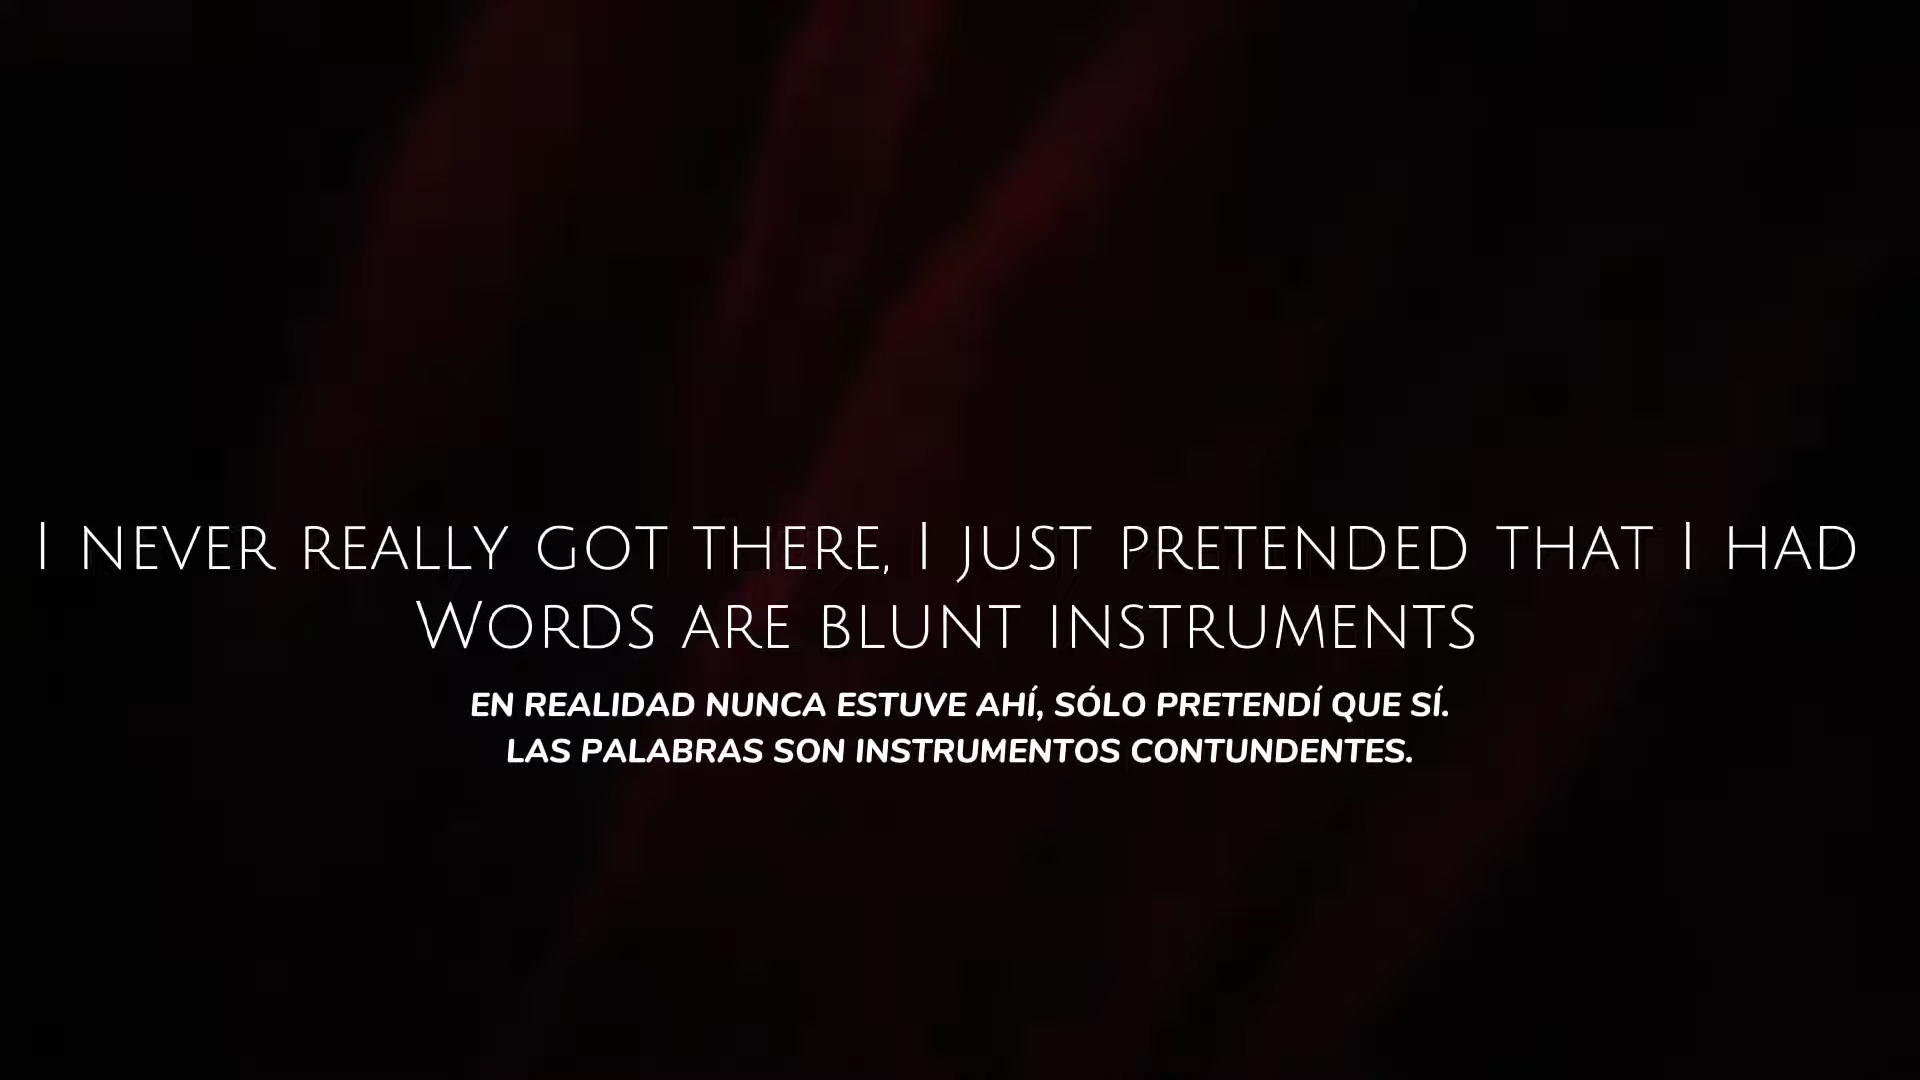 I never really got there, I just pretended that I had
Words are blunt instruments
EN REALIDAD NUNCA ESTUVE AHÍ, SÓLO PRETENDÍ QUE SÍ.
LAS PALABRAS SON INSTRUMENTOS CONTUNDENTES.